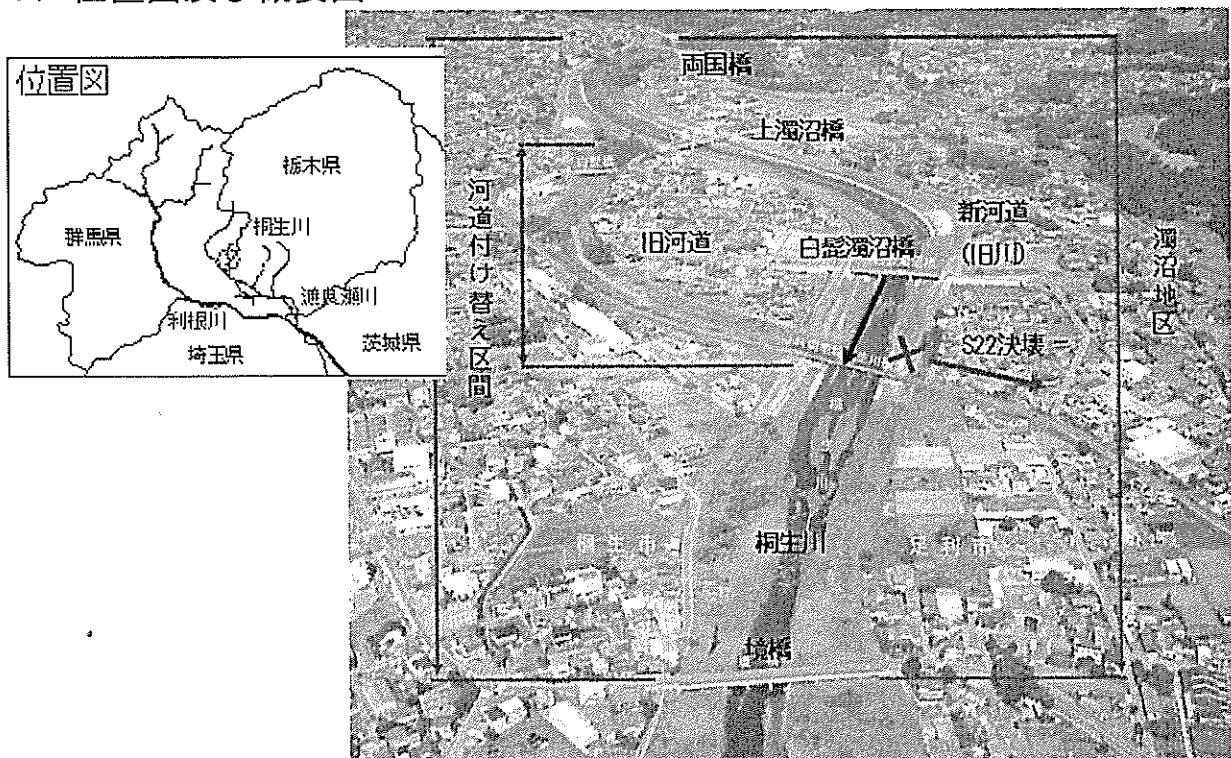 位置図
栃木県
群馬県
桐生川
渡良瀬川
利根川
埼玉県
茨城県
両国橋
上濁沼橋
河道付け替え区間
旧河道
白髭濁沼橋
新河道
(旧川)
濁沼地区
S22決壊
桐生川
桐生市
足利市
境橋